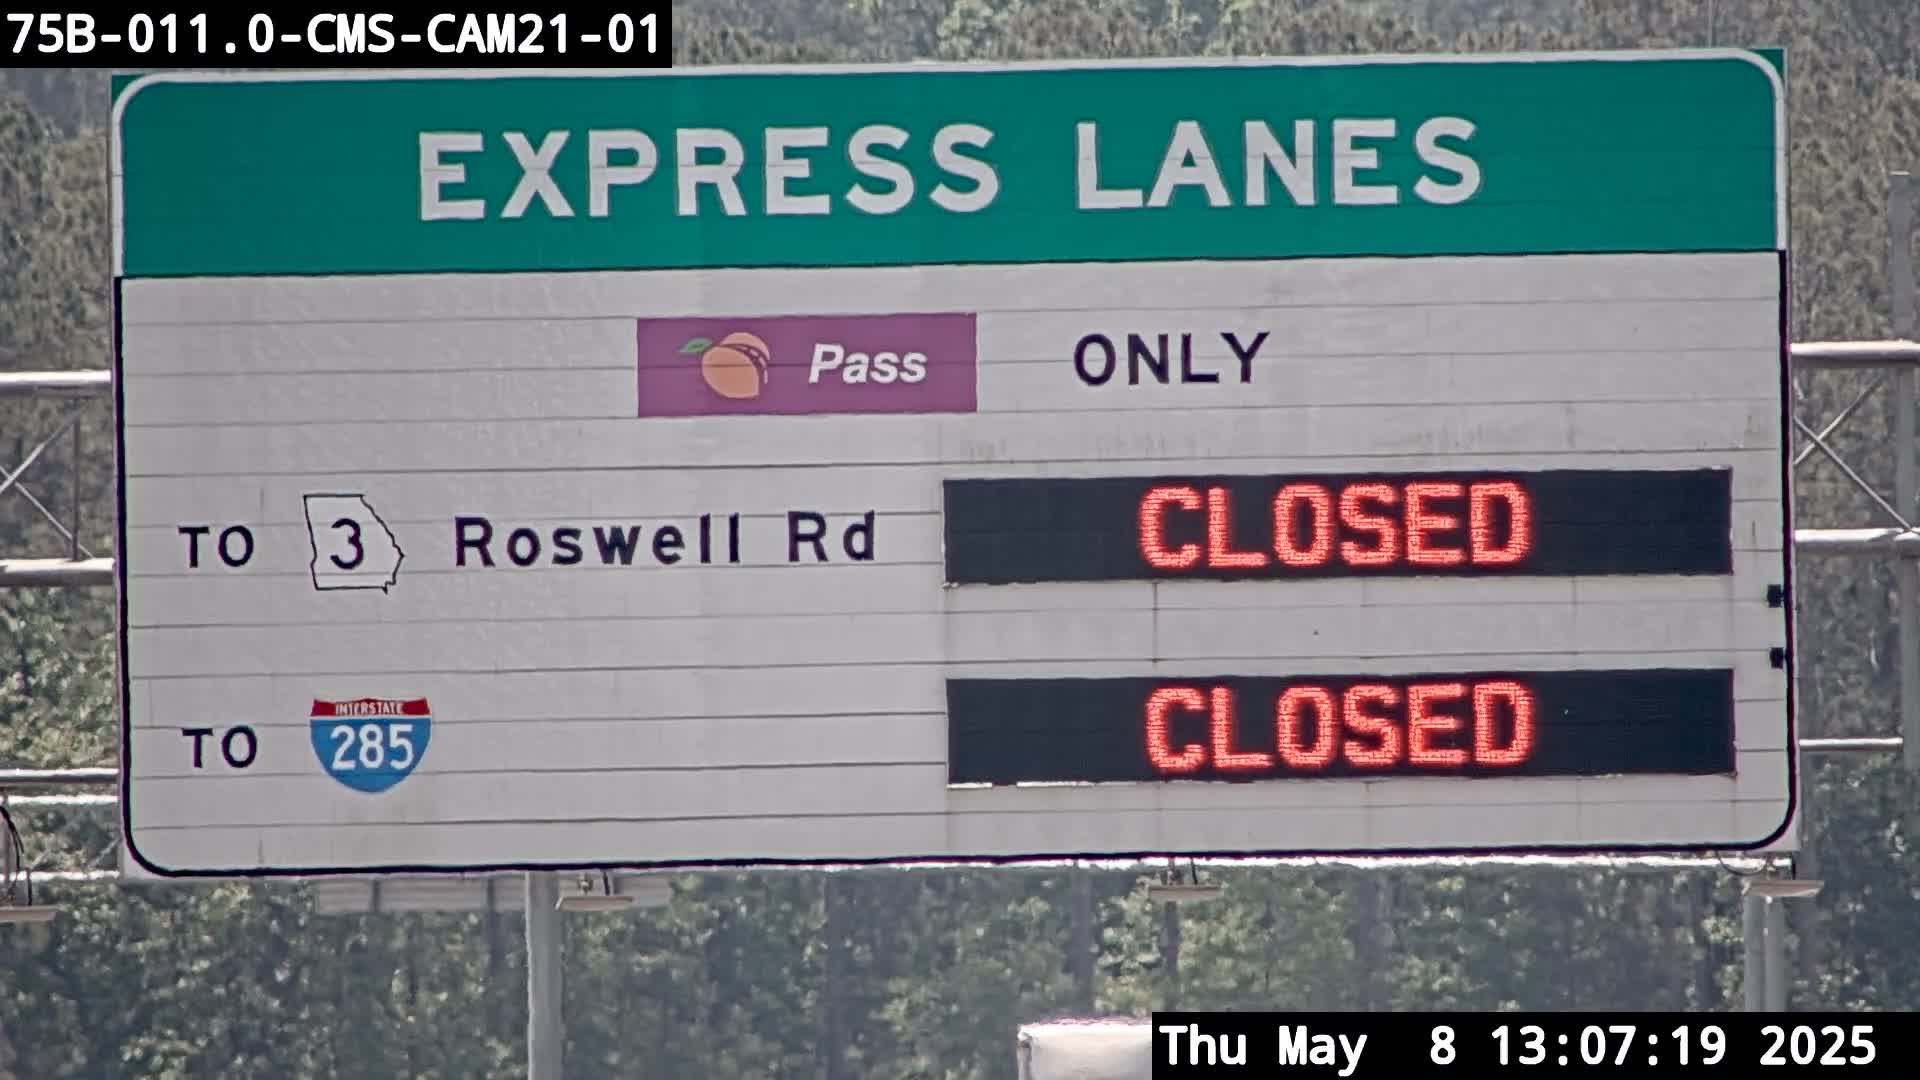 75B-011.0-CMS-CAM21-01
EXPRESS LANES
Pass ONLY
TO 3 Roswell Rd CLOSED
INTERSTATE
TO 285 CLOSED
Thu May 8 13:07:19 2025